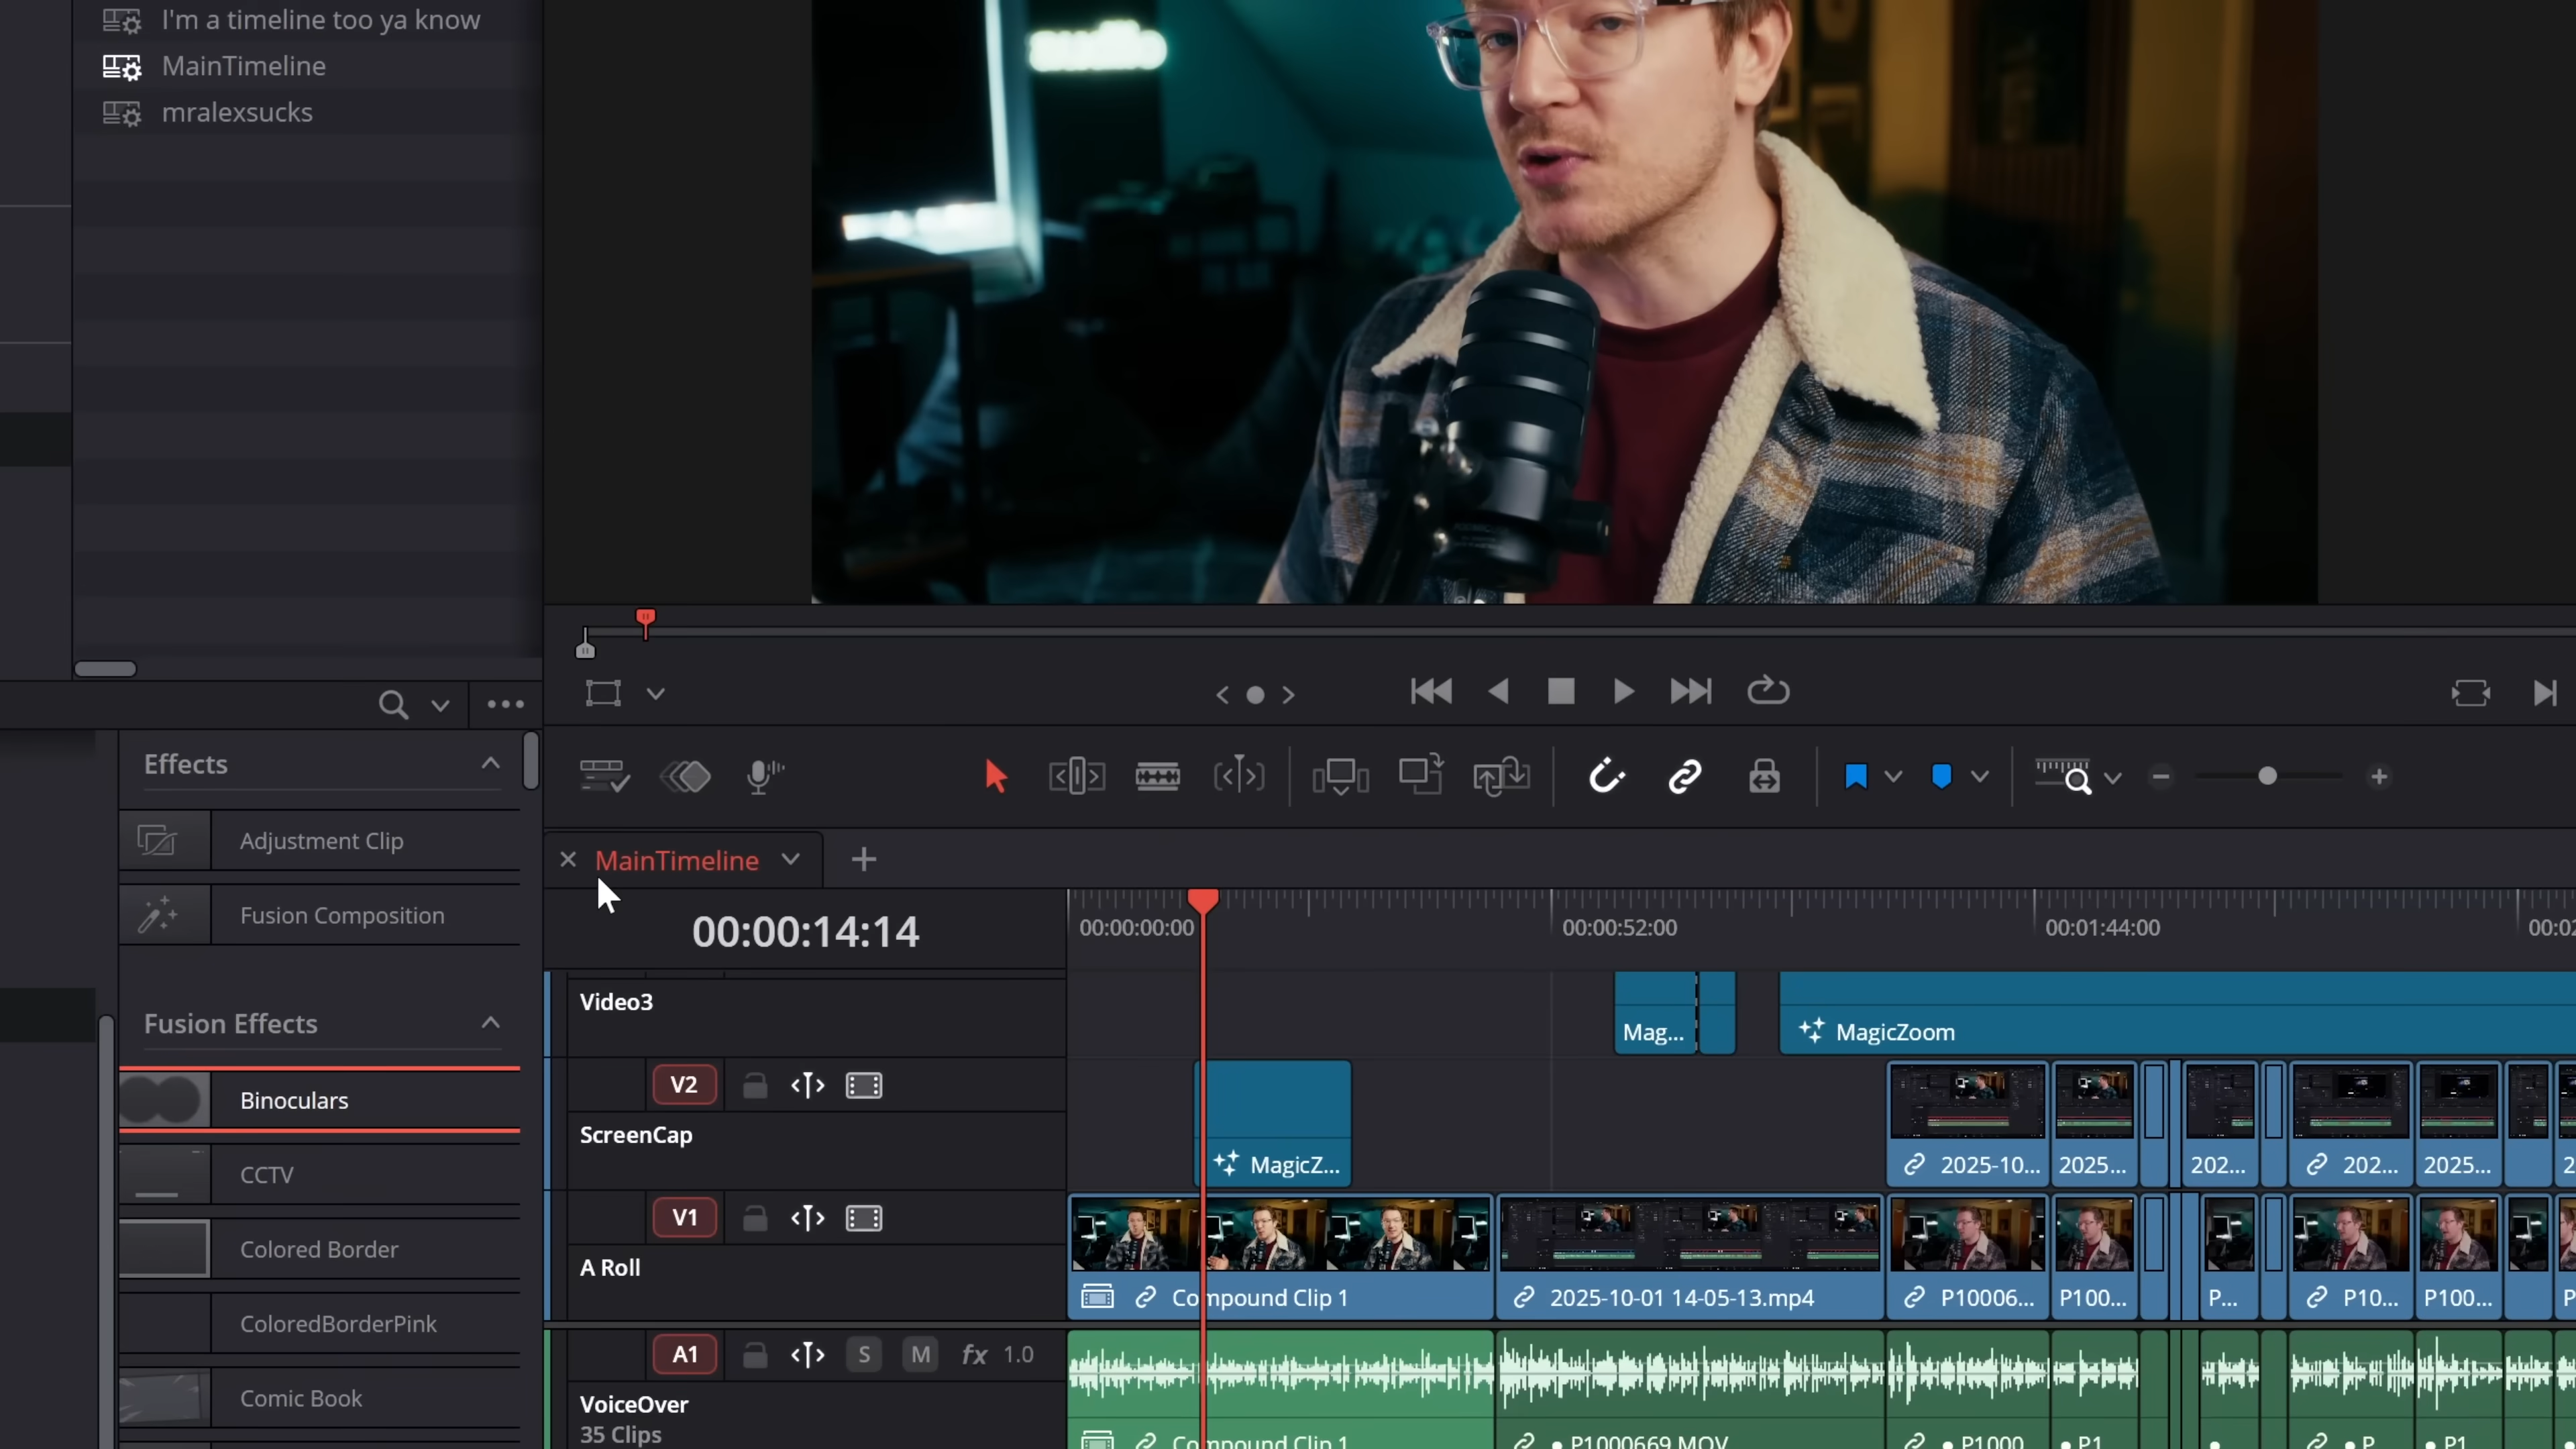 I'm a timeline too ya know
MainTimeline
mralexsucks
studio
Effects
Adjustment Clip
Fusion Composition
Fusion Effects
Binoculars
CCTV
Colored Border
ColoredBorderPink
Comic Book
MainTimeline
00:00:14:14
00:00:00:00
00:00:52:00
00:01:44:00
Video3
Mag...
MagicZoom
V2
ScreenCap
MagicZ...
2025-10...
2025...
202...
202...
2025...
V1
A Roll
Compound Clip 1
2025-10-01 14-05-13.mp4
P10006...
P100...
P...
P10...
P100...
A1
S
M
fx
1.0
VoiceOver
35 Clips
Compound Clip 1
P1000669.MOV
P1000
P1
P
P1